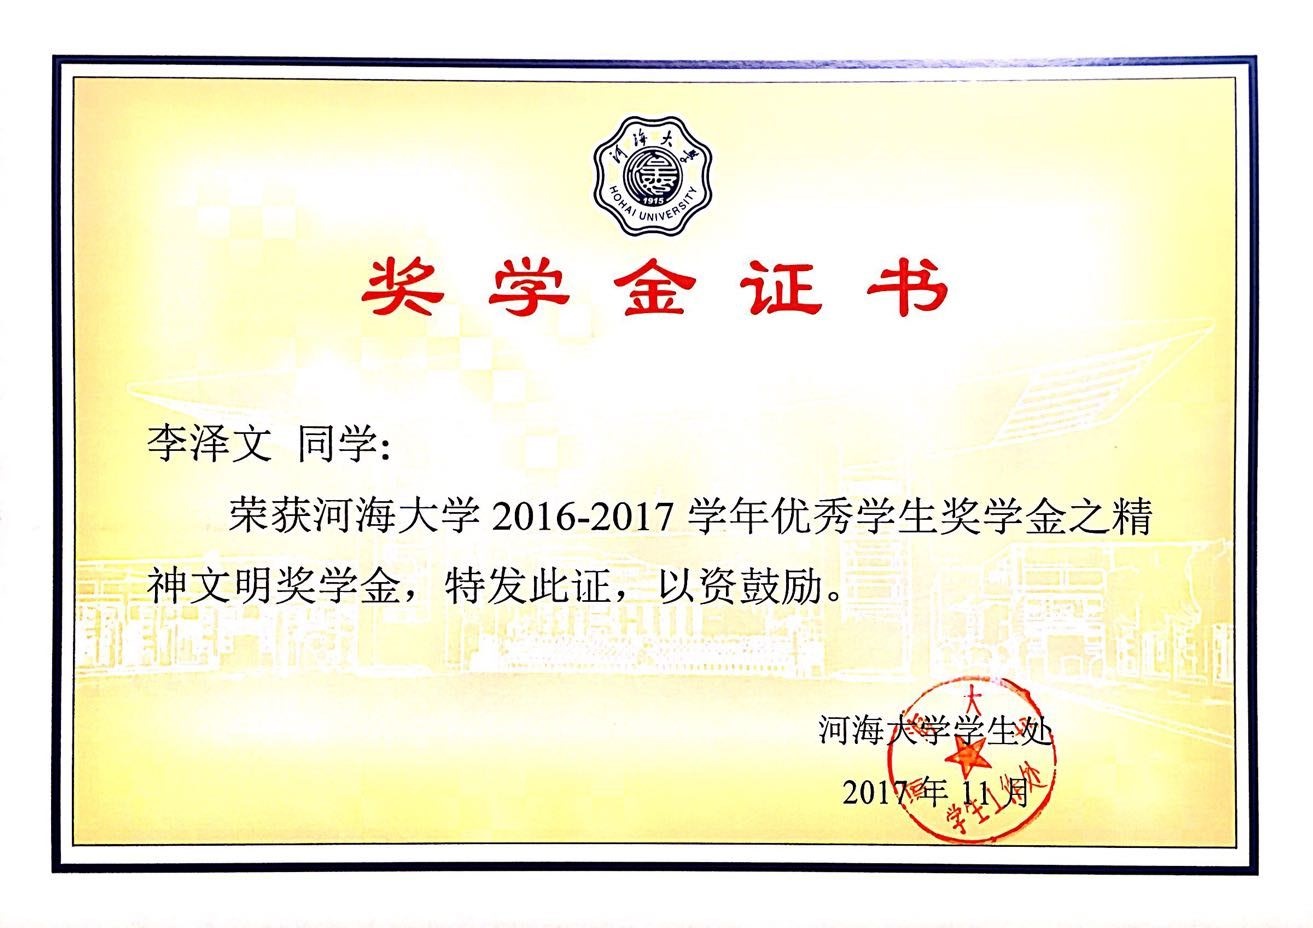 河海大学
1915
HOHAI UNIVERSITY
奖学金证书
李泽文 同学:
荣获河海大学 2016-2017 学年优秀学生奖学金之精
神文明奖学金，特发此证，以资鼓励。
河海大学学生处
2017 年 11 月
河海大学
学生工作处